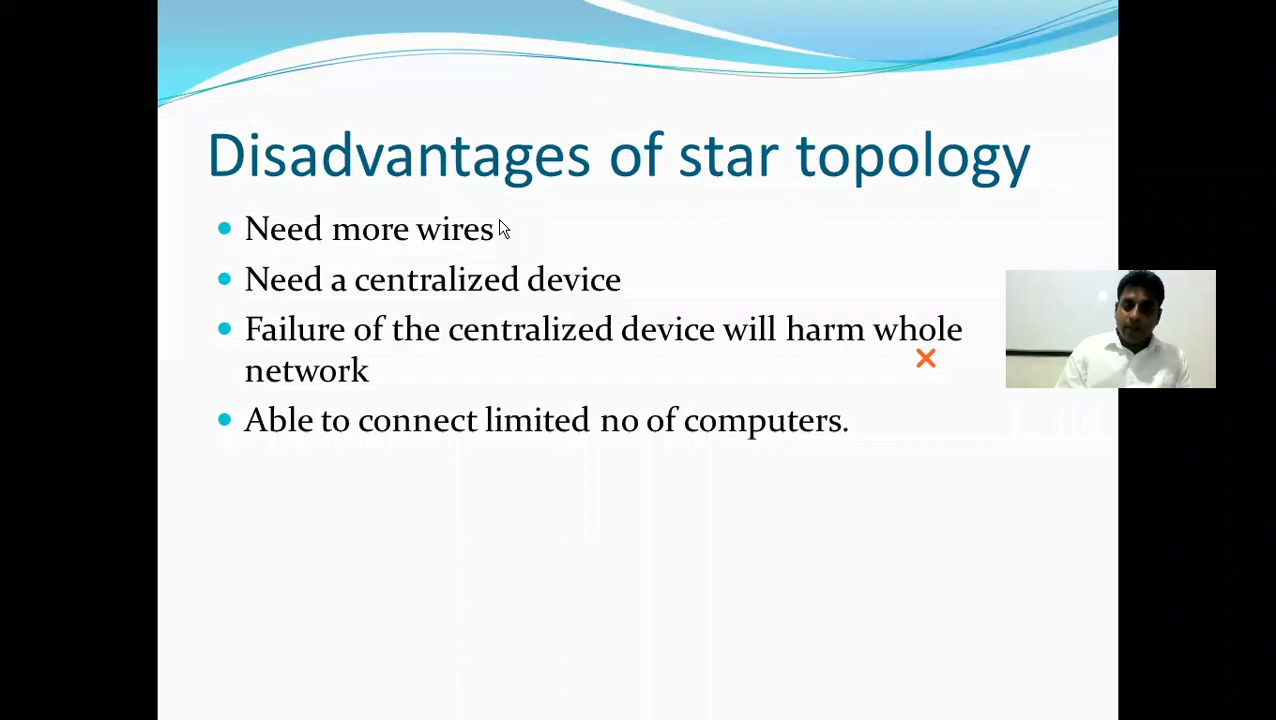 Disadvantages of star topology
Need more wires
Need a centralized device
Failure of the centralized device will harm whole
network
Able to connect limited no of computers.